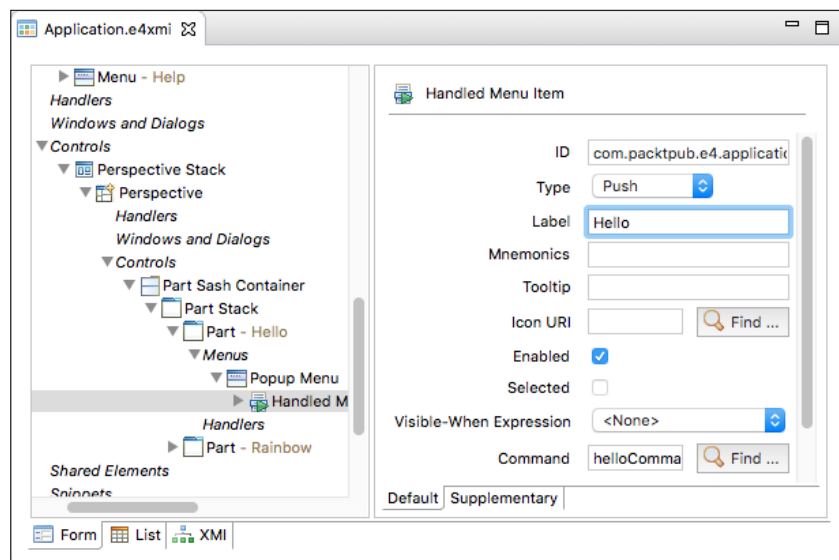 Application.e4xmi
Menu - Help
Handlers
Windows and Dialogs
Controls
Perspective Stack
Perspective
Handlers
Windows and Dialogs
Controls
Part Sash Container
Part Stack
Part - Hello
Menus
Popup Menu
Handled M
Handlers
Part - Rainbow
Shared Elements
Snippets
Handled Menu Item
ID com.packtpub.e4.applicatic
Type Push
Label Hello
Mnemonics
Tooltip
Icon URI Find ...
Enabled
Selected
Visible-When Expression <None>
Command helloComma Find ...
Default Supplementary
Form List XMI